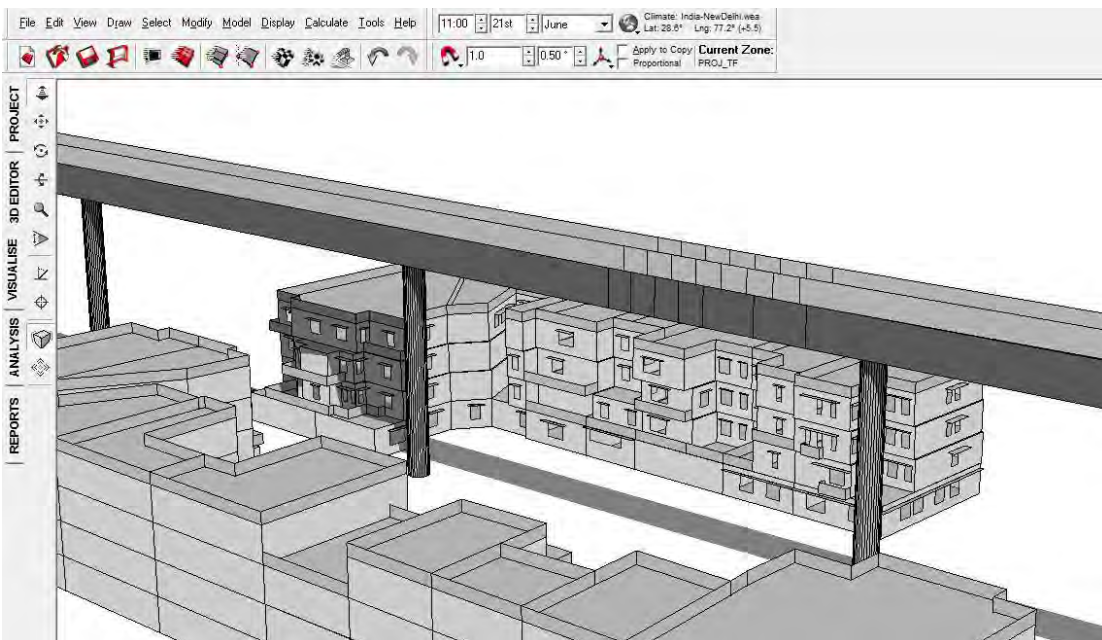 File Edit View Draw Select Modify Model Display Calculate Tools Help
11:00 21st June
Climate: India-NewDelhi.wea
Lat: 28.6° Lng: 77.2° (+5.5)
1.0 0.50 °
Apply to Copy
Proportional
Current Zone:
PROJ_TF
PROJECT
3D EDITOR
VISUALISE
ANALYSIS
REPORTS